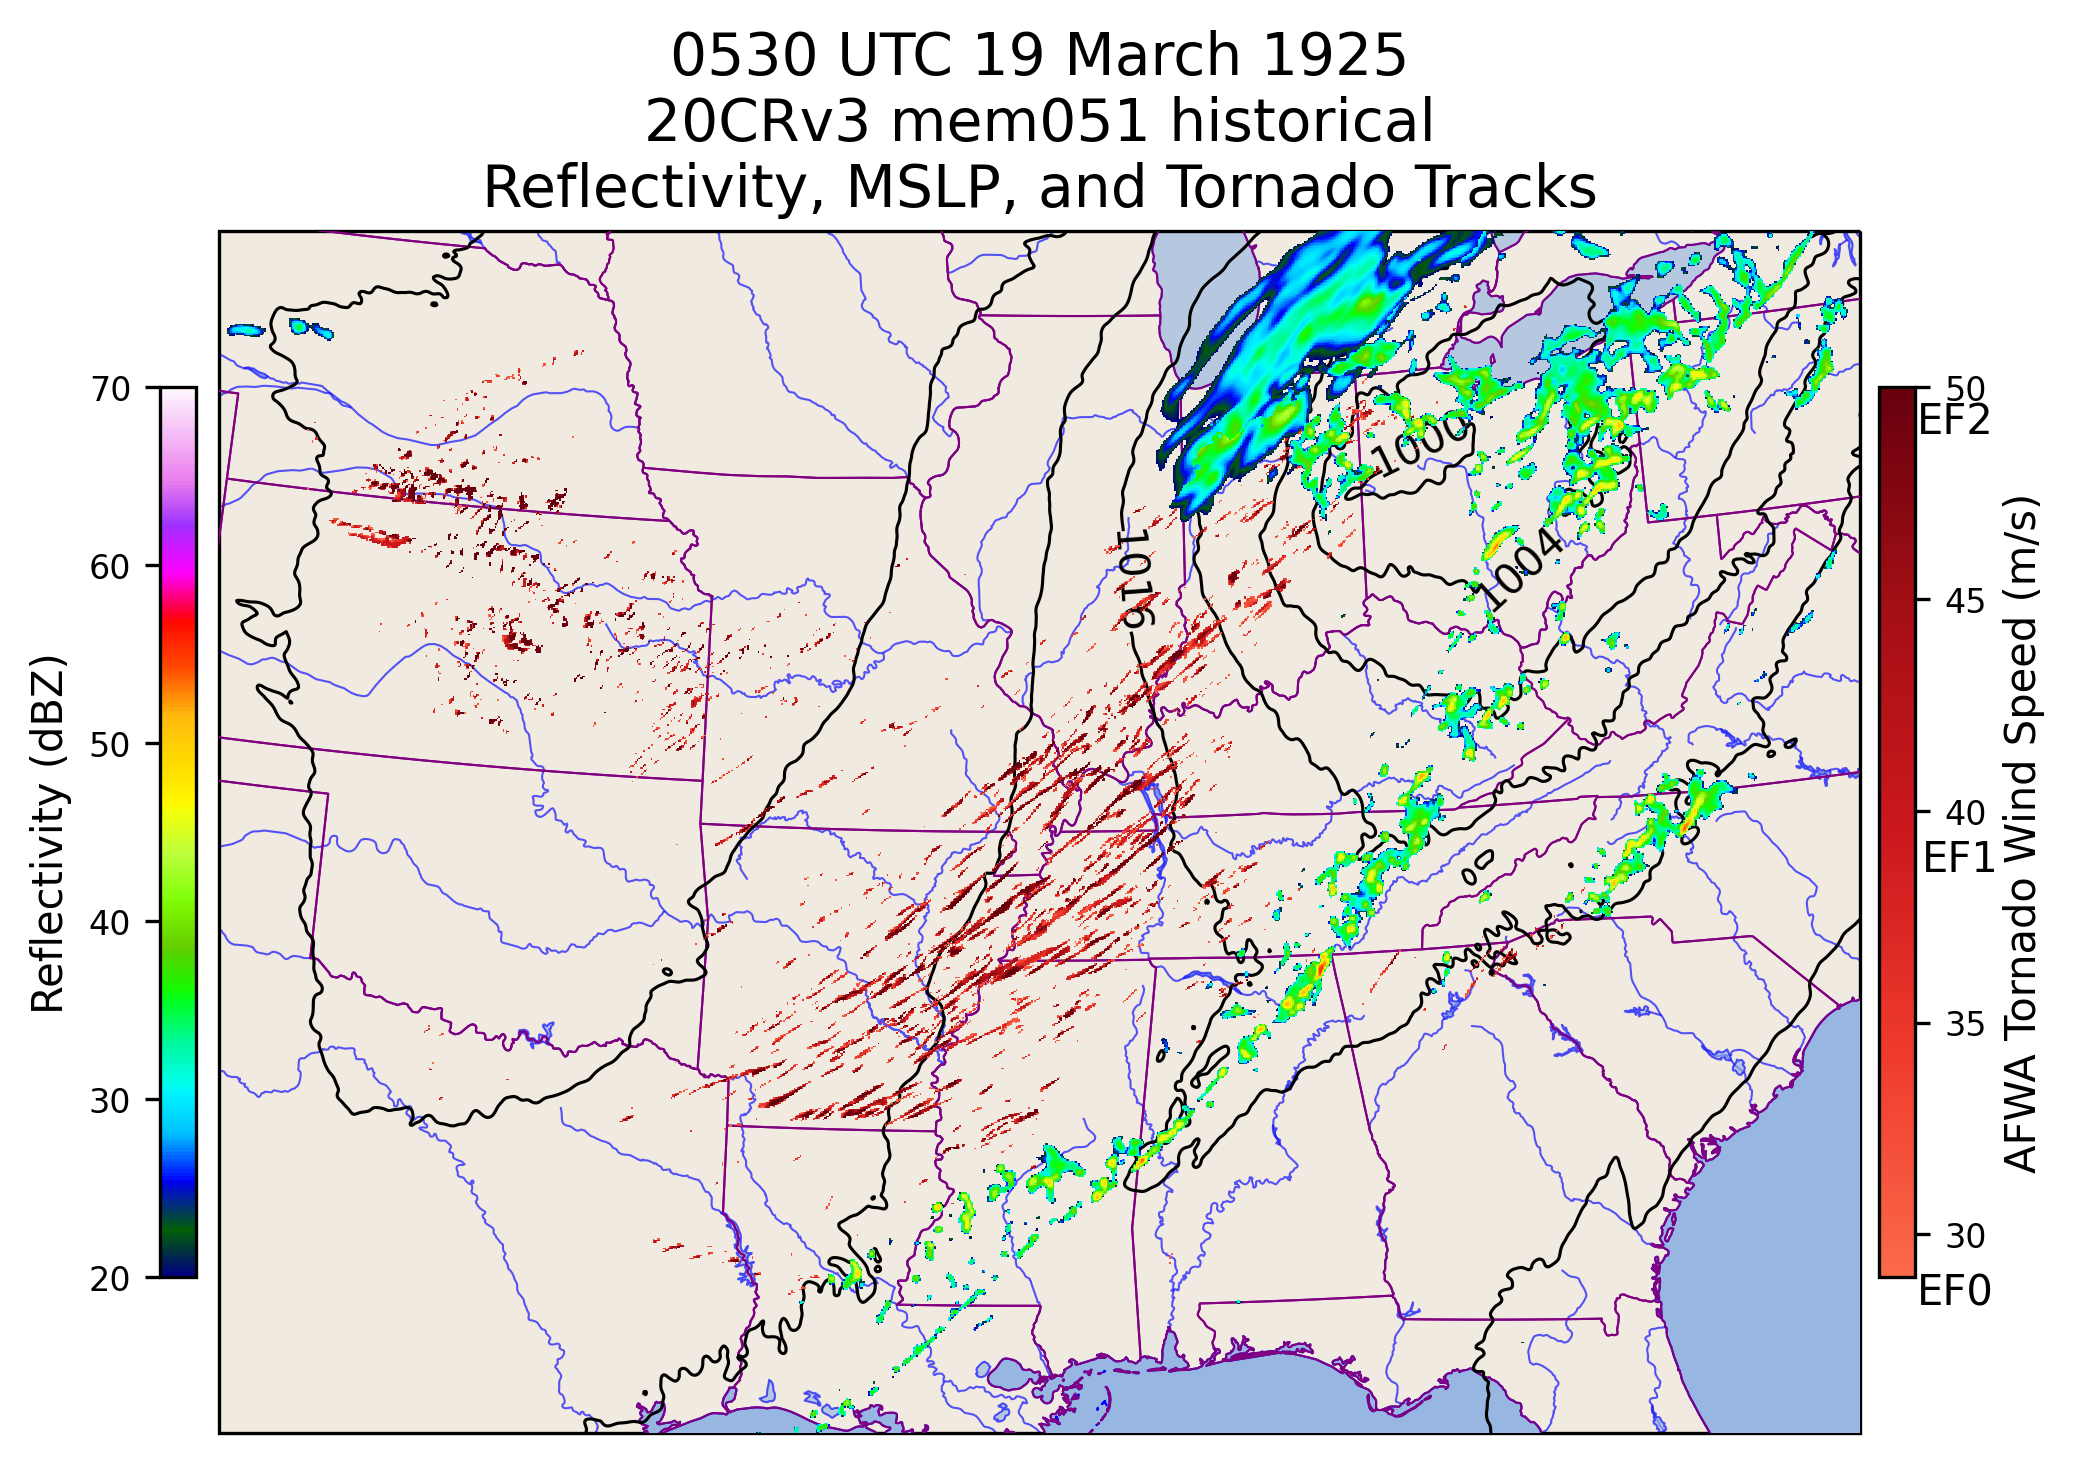 0530 UTC 19 March 1925
20CRv3 mem051 historical
Reflectivity, MSLP, and Tornado Tracks
Reflectivity (dBZ)
70
60
50
40
30
20
1000
1004
1016
50
EF2
45
40
EF1
35
30
EF0
AFWA Tornado Wind Speed (m/s)